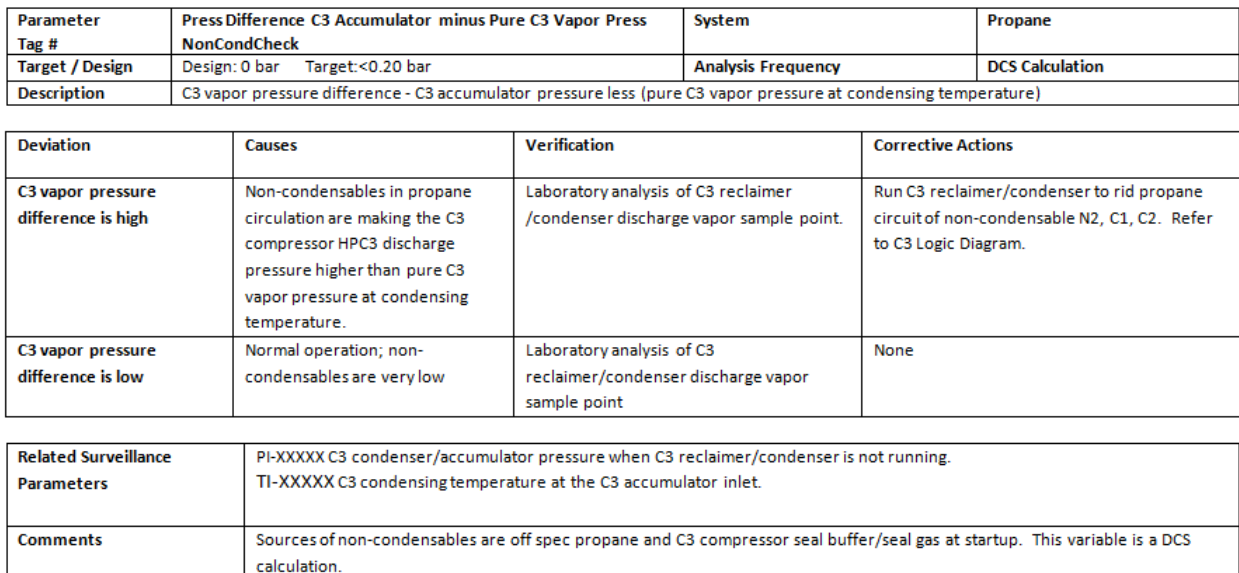 Parameter Press Difference C3 Accumulator minus Pure C3 Vapor Press System Propane
Tag # NonCondCheck
Target / Design Design: 0 bar Target:<0.20 bar Analysis Frequency DCS Calculation
Description C3 vapor pressure difference - C3 accumulator pressure less (pure C3 vapor pressure at condensing temperature)
Deviation Causes Verification Corrective Actions
C3 vapor pressure
difference is high
Non-condensables in propane
circulation are making the C3
compressor HPC3 discharge
pressure higher than pure C3
vapor pressure at condensing
temperature.
Laboratory analysis of C3 reclaimer
/condenser discharge vapor sample point.
Run C3 reclaimer/condenser to rid propane
circuit of non-condensable N2, C1, C2. Refer
to C3 Logic Diagram.
C3 vapor pressure
difference is low
Normal operation; non-
condensables are very low
Laboratory analysis of C3
reclaimer/condenser discharge vapor
sample point
None
Related Surveillance
Parameters
PI-XXXXX C3 condenser/accumulator pressure when C3 reclaimer/condenser is not running.
TI-XXXXX C3 condensing temperature at the C3 accumulator inlet.
Comments
Sources of non-condensables are off spec propane and C3 compressor seal buffer/seal gas at startup. This variable is a DCS
calculation.